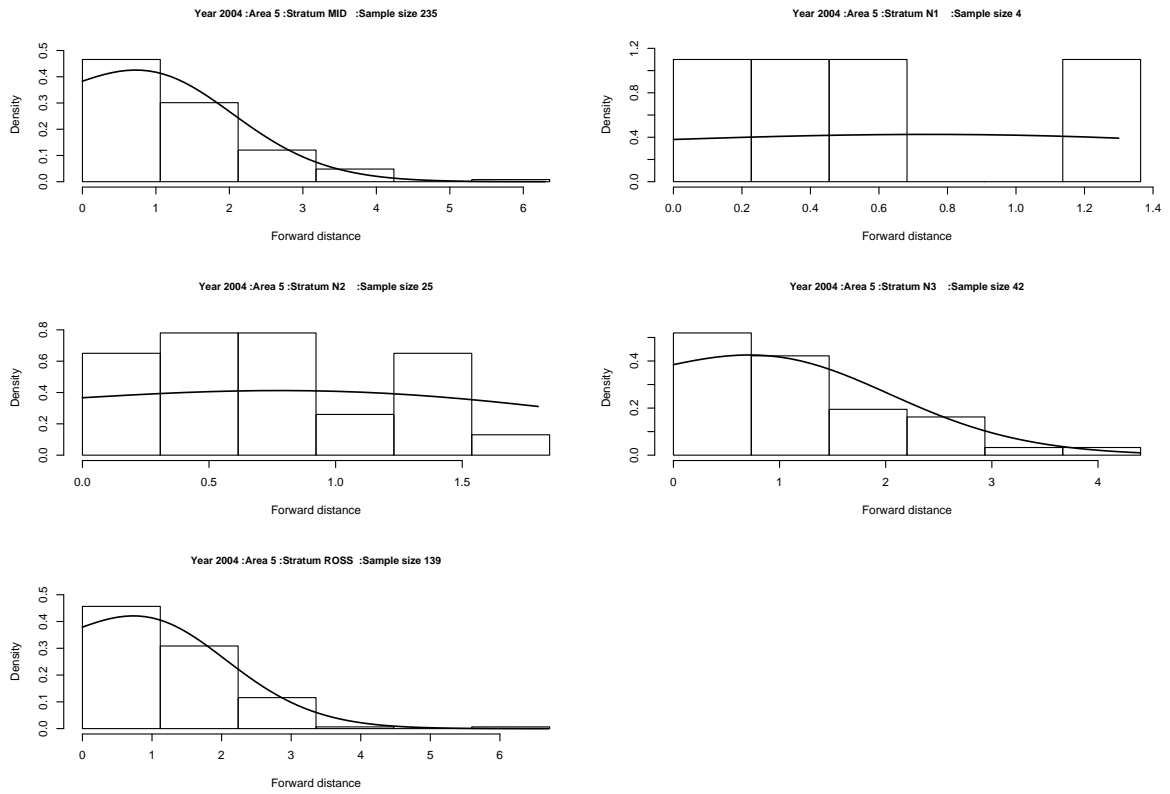 Year 2004 :Area 5 :Stratum MID :Sample size 235
Density
0.0 0.1 0.2 0.3 0.4 0.5
0 1 2 3 4 5 6
Forward distance
Year 2004 :Area 5 :Stratum N1 :Sample size 4
Density
0.0 0.4 0.8 1.2
0.0 0.2 0.4 0.6 0.8 1.0 1.2 1.4
Forward distance
Year 2004 :Area 5 :Stratum N2 :Sample size 25
Density
0.0 0.2 0.4 0.6 0.8
0.0 0.5 1.0 1.5
Forward distance
Year 2004 :Area 5 :Stratum N3 :Sample size 42
Density
0.0 0.2 0.4
0 1 2 3 4
Forward distance
Year 2004 :Area 5 :Stratum ROSS :Sample size 139
Density
0.0 0.1 0.2 0.3 0.4 0.5
0 1 2 3 4 5 6
Forward distance